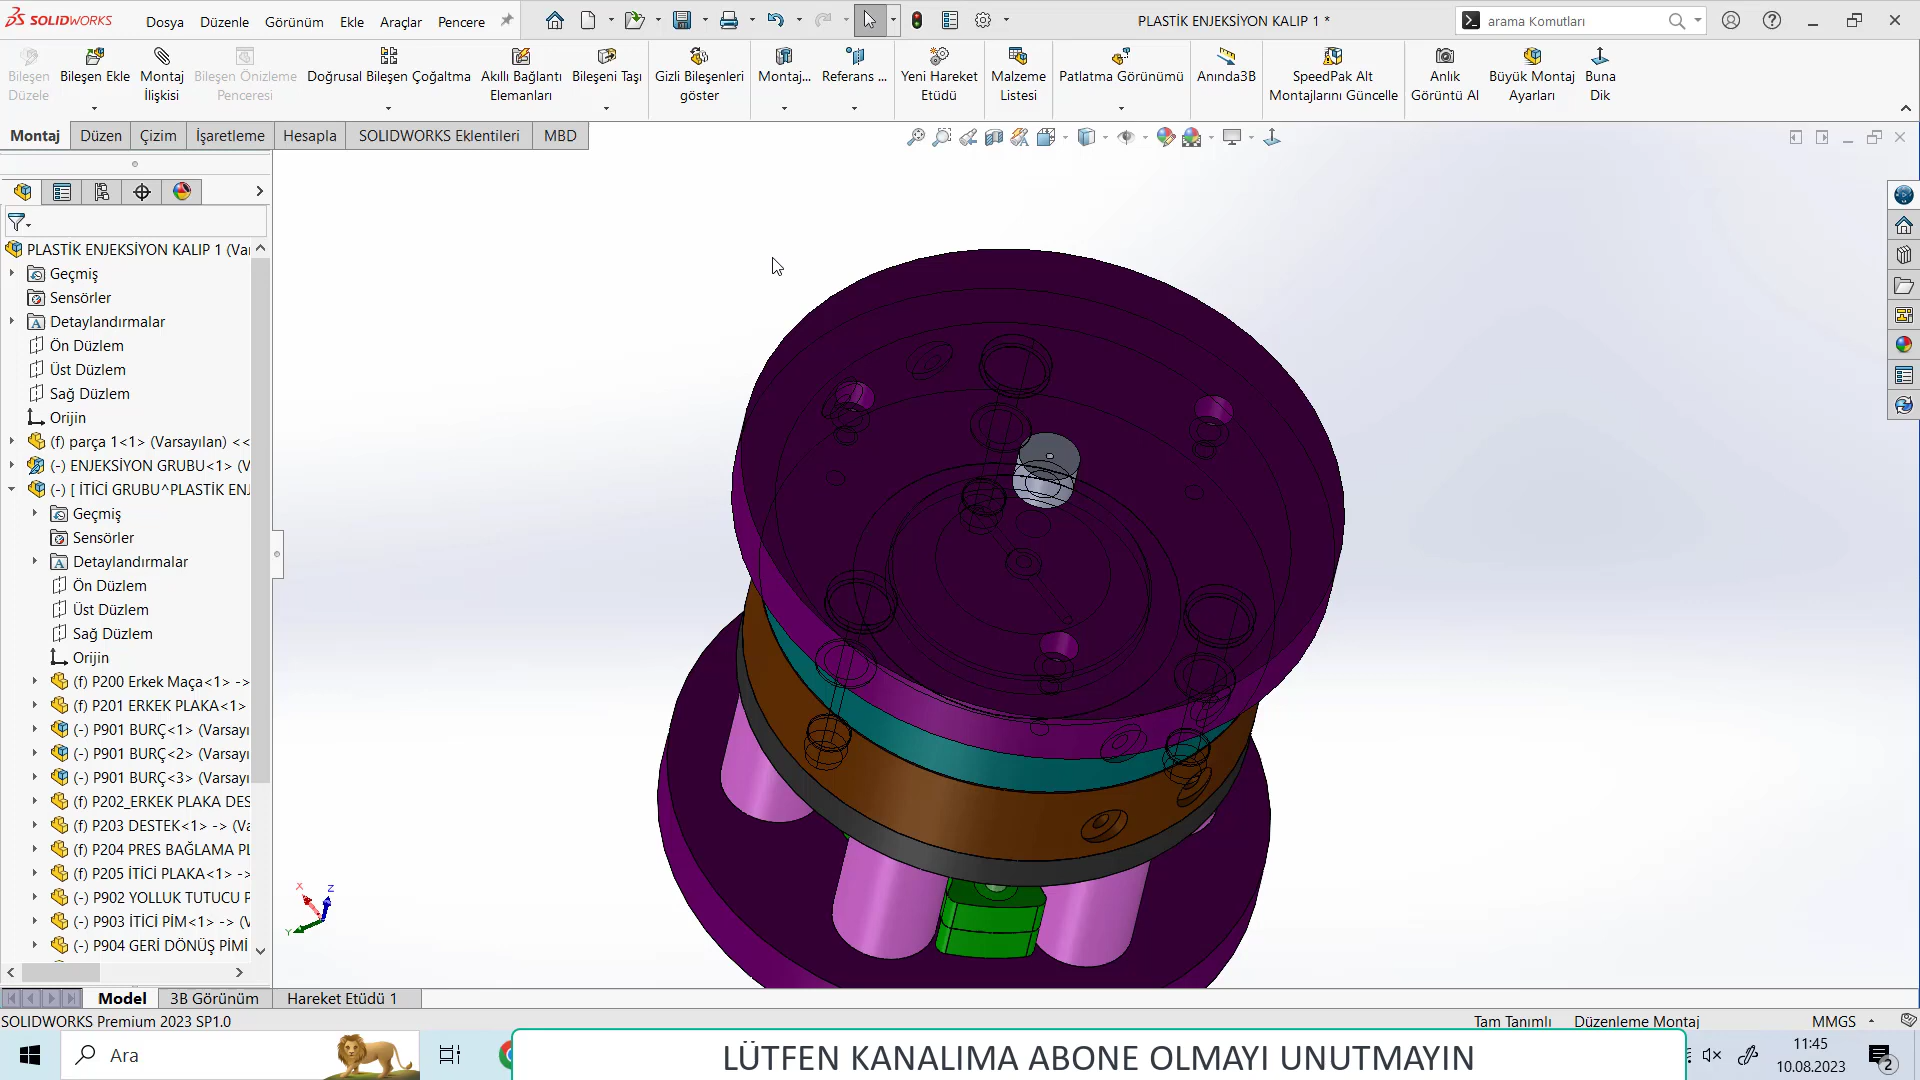 SOLIDWORKS
Dosya Düzenle Görünüm Ekle Araçlar Pencere
PLASTİK ENJEKSİYON KALIP 1 *
arama Komutları
Bileşen Düzele
Bileşen Ekle
Montaj İlişkisi
Bileşen Önizleme Penceresi
Doğrusal Bileşen Çoğaltma
Akıllı Bağlantı Elemanları
Bileşeni Taşı
Gizli Bileşenleri göster
Montaj...
Referans ...
Yeni Hareket Etüdü
Malzeme Listesi
Patlatma Görünümü
Anında3B
SpeedPak Alt Montajlarını Güncelle
Anlık Görüntü Al
Büyük Montaj Ayarları
Buna Dik
Montaj Düzen Çizim İşaretleme Hesapla SOLIDWORKS Eklentileri MBD
PLASTİK ENJEKSİYON KALIP 1 (Va
Geçmiş
Sensörler
Detaylandırmalar
Ön Düzlem
Üst Düzlem
Sağ Düzlem
Orijin
(f) parça 1<1> (Varsayılan) <<
(-) ENJEKSİYON GRUBU<1> (V
(-) [ İTİCİ GRUBU^PLASTİK ENJ
Geçmiş
Sensörler
Detaylandırmalar
Ön Düzlem
Üst Düzlem
Sağ Düzlem
Orijin
(f) P200 Erkek Maça<1> ->
(f) P201 ERKEK PLAKA<1>
(-) P901 BURÇ<1> (Varsayı
(-) P901 BURÇ<2> (Varsayı
(-) P901 BURÇ<3> (Varsayı
(f) P202_ERKEK PLAKA DES
(f) P203 DESTEK<1> -> (Va
(f) P204 PRES BAĞLAMA PL
(f) P205 İTİCİ PLAKA<1> ->
(-) P902 YOLLUK TUTUCU P
(-) P903 İTİCİ PİM<1> -> (V
(-) P904 GERİ DÖNÜŞ PİMİ
X Z Y
Model 3B Görünüm Hareket Etüdü 1
SOLIDWORKS Premium 2023 SP1.0
Tam Tanımlı Düzenleme Montaj MMGS
Ara
LÜTFEN KANALIMA ABONE OLMAYI UNUTMAYIN
11:45
10.08.2023
2